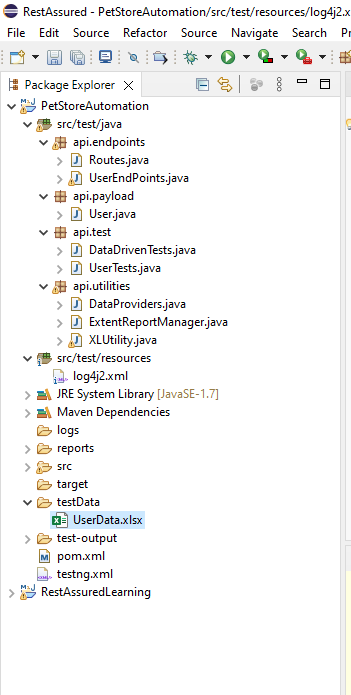 RestAssured - PetStoreAutomation/src/test/resources/log4j2.x
File Edit Source Refactor Source Navigate Search P
Package Explorer
PetStoreAutomation
src/test/java
api.endpoints
Routes.java
UserEndPoints.java
api.payload
User.java
api.test
DataDrivenTests.java
UserTests.java
api.utilities
DataProviders.java
ExtentReportManager.java
XLUtility.java
src/test/resources
log4j2.xml
JRE System Library [JavaSE-1.7]
Maven Dependencies
logs
reports
src
target
testData
UserData.xlsx
test-output
pom.xml
testng.xml
RestAssuredLearning